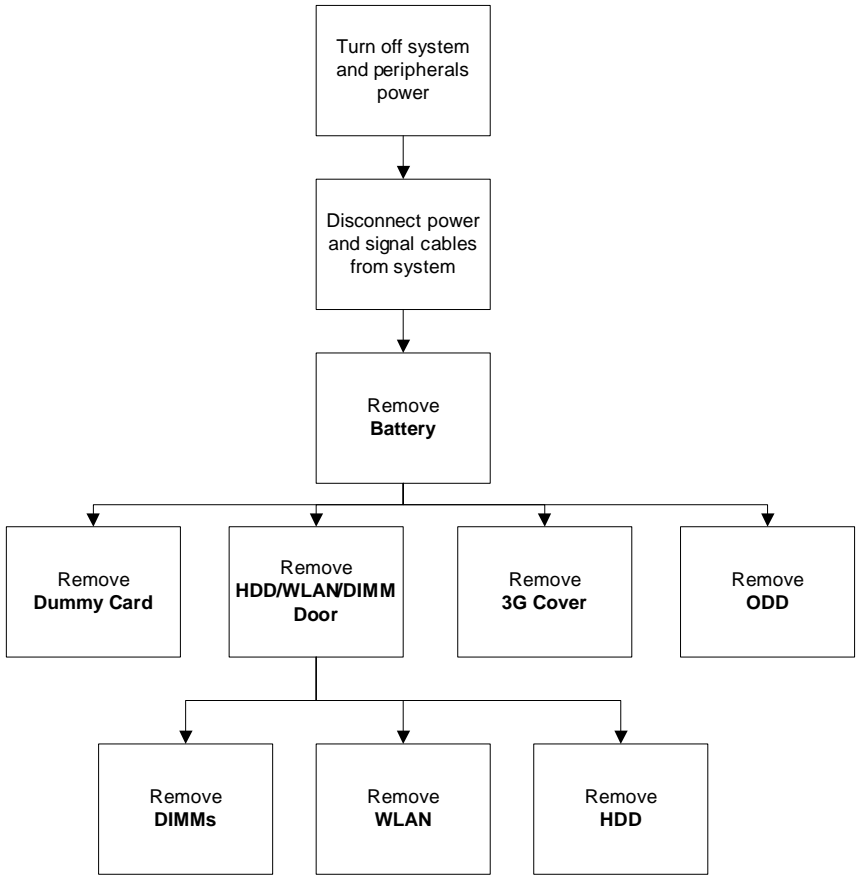 Turn off system
and peripherals
power
Disconnect power
and signal cables
from system
Remove
Battery
Remove
Dummy Card
Remove
HDD/WLAN/DIMM
Door
Remove
3G Cover
Remove
ODD
Remove
DIMMs
Remove
WLAN
Remove
HDD